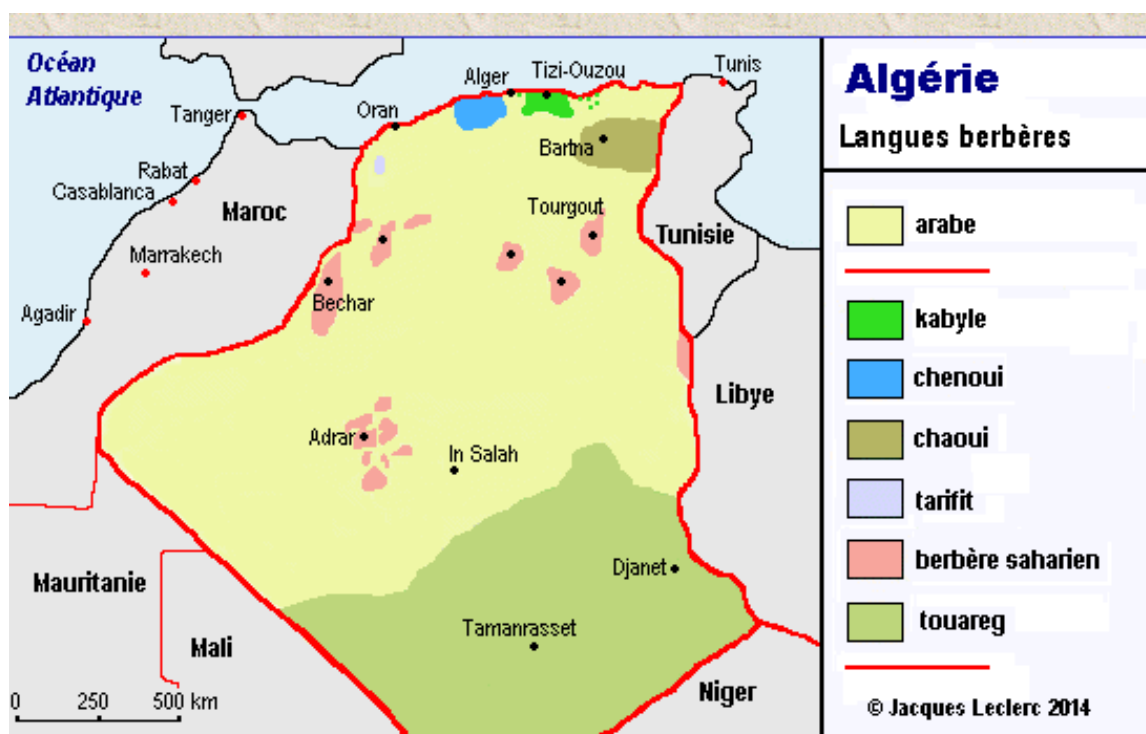 Océan
Atlantique
Tanger
Rabat
Casablanca
Maroc
Marrakech
Agadir
Oran
Alger
Tizi-Ouzou
Tunis
Bartna
Tourgout
Tunisie
Bechar
Adrar
In Salah
Libye
Djanet
Tamanrasset
Mauritanie
Mali
Niger
0 250 500 km
Algérie
Langues berbères
arabe
kabyle
chenoui
chaoui
tarifit
berbère saharien
touareg
© Jacques Leclerc 2014